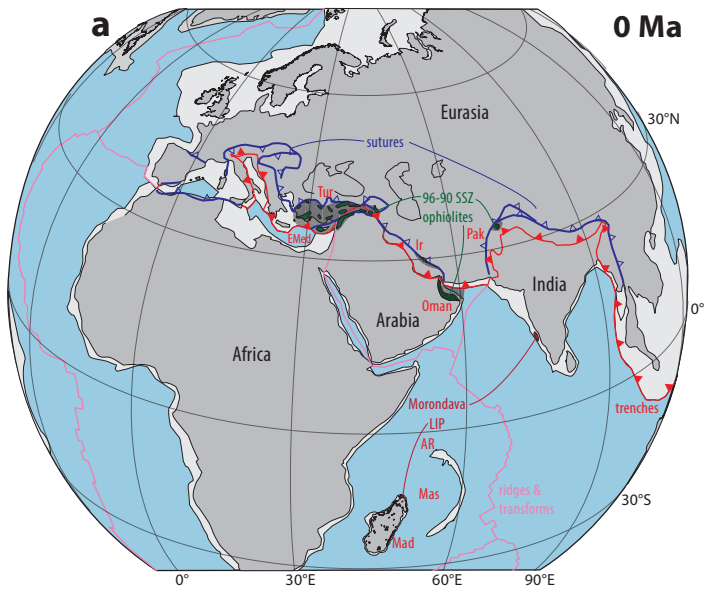 a
0 Ma
Eurasia
30°N
sutures
Tur
96-90 SSZ
ophiolites
EMed
Ir
Pak
India
Oman
Arabia
0°
Africa
Morondava
LIP
AR
trenches
Mas
ridges &
transforms
30°S
Mad
0°
30°E
60°E
90°E